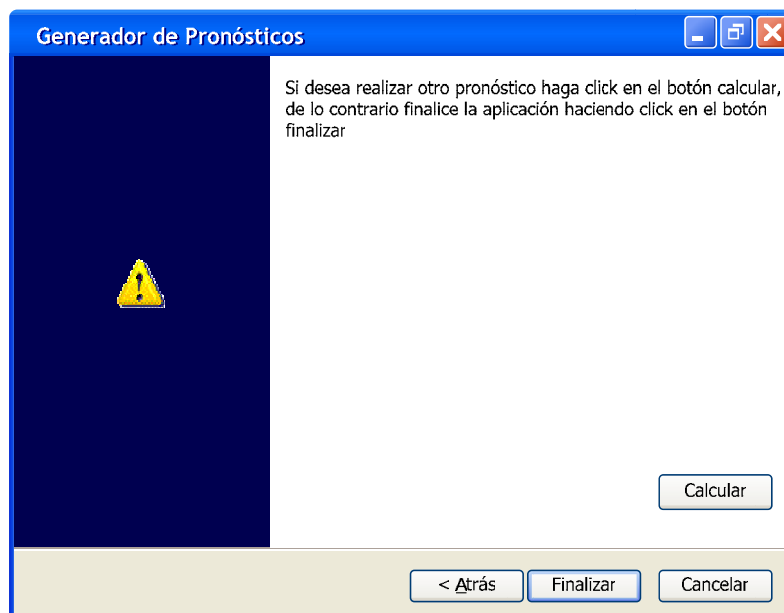 Generador de Pronósticos
Si desea realizar otro pronóstico haga click en el botón calcular,
de lo contrario finalice la aplicación haciendo click en el botón
finalizar
Calcular
< Atrás
Finalizar
Cancelar